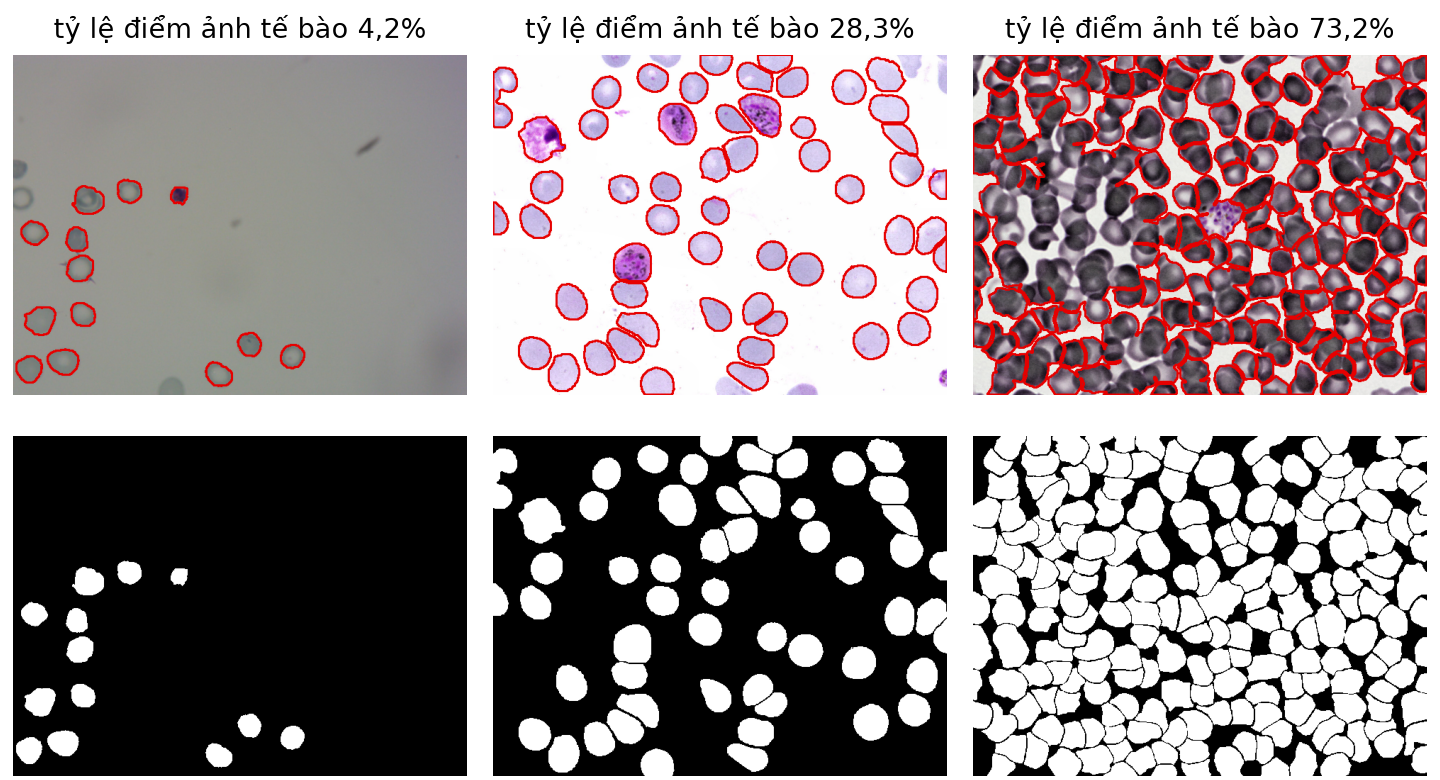 tỷ lệ điểm ảnh tế bào 4,2%
tỷ lệ điểm ảnh tế bào 28,3%
tỷ lệ điểm ảnh tế bào 73,2%